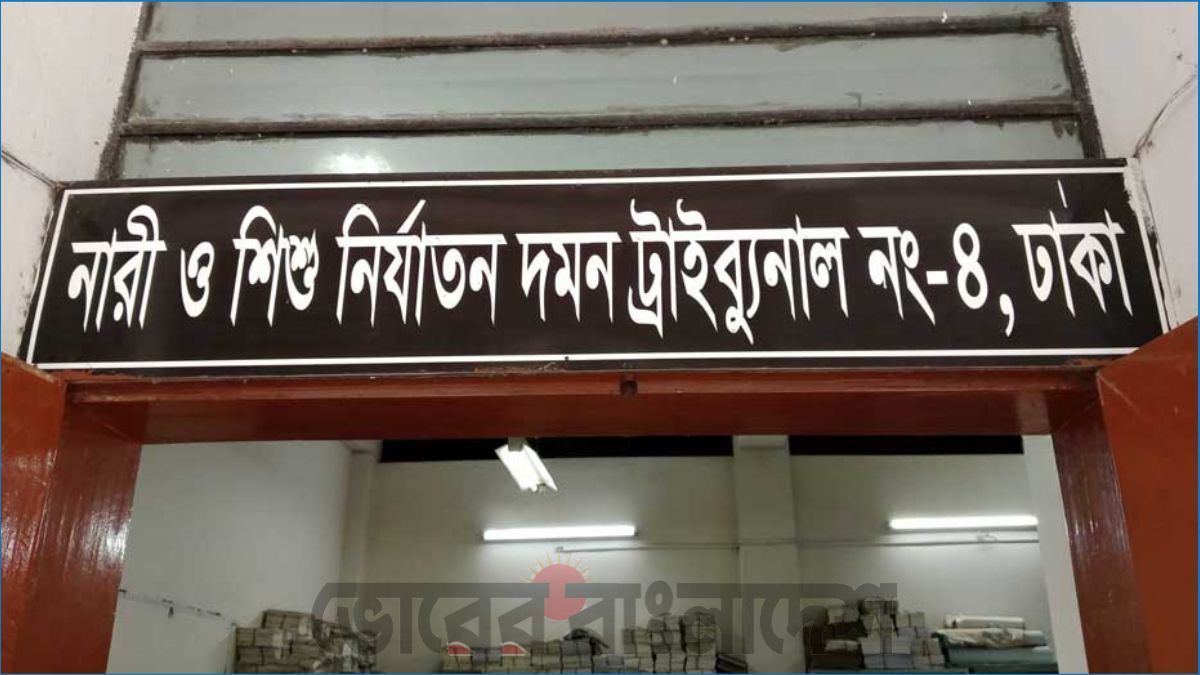 নারী ও শিশু নির্যাতন দমন ট্রাইব্যুনাল নং-৪, ঢাকা
ভোরের বাংলাদেশ